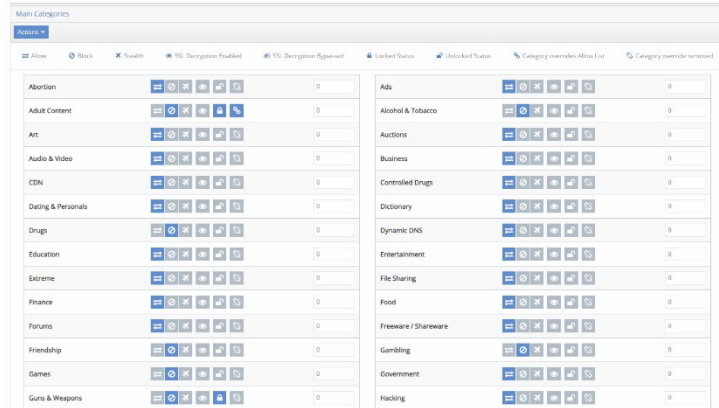 Main Categories
Actions
Allow Block Stealth SSL Decryption Enabled SSL Decryption Bypassed Locked Status Unlocked Status Category overrides Allow List Category override removed
Abortion 0 Ads 0
Adult Content 0 Alcohol & Tobacco 0
Art 0 Auctions 0
Audio & Video 0 Business 0
CDN 0 Controlled Drugs 0
Dating & Personals 0 Dictionary 0
Drugs 0 Dynamic DNS 0
Education 0 Entertainment 0
Extreme 0 File Sharing 0
Finance 0 Food 0
Forums 0 Freeware / Shareware 0
Friendship 0 Gambling 0
Games 0 Government 0
Guns & Weapons 0 Hacking 0